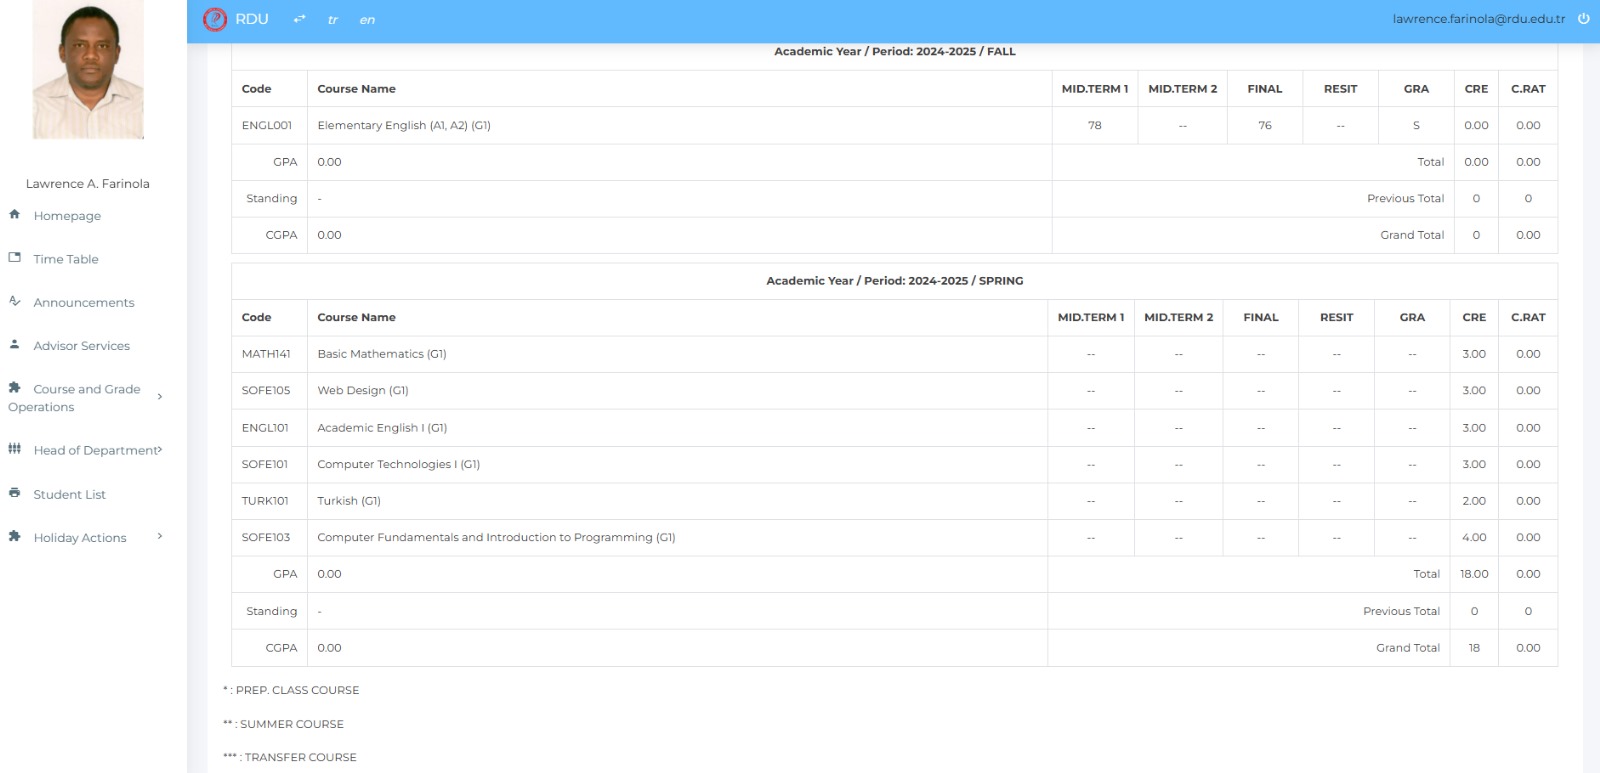 RDU tr en lawrence.farinola@rdu.edu.tr
Lawrence A. Farinola
Homepage
Time Table
Announcements
Advisor Services
Course and Grade
Operations
Head of Department
Student List
Holiday Actions
Academic Year / Period: 2024-2025 / FALL
Code Course Name MID.TERM 1 MID.TERM 2 FINAL RESIT GRA CRE C.RAT
ENGL001 Elementary English (A1, A2) (G1) 78 -- 76 -- S 0.00 0.00
GPA 0.00 Total 0.00 0.00
Standing - Previous Total 0 0
CGPA 0.00 Grand Total 0 0.00
Academic Year / Period: 2024-2025 / SPRING
Code Course Name MID.TERM 1 MID.TERM 2 FINAL RESIT GRA CRE C.RAT
MATH141 Basic Mathematics (G1) -- -- -- -- -- 3.00 0.00
SOFE105 Web Design (G1) -- -- -- -- -- 3.00 0.00
ENGL101 Academic English I (G1) -- -- -- -- -- 3.00 0.00
SOFE101 Computer Technologies I (G1) -- -- -- -- -- 3.00 0.00
TURK101 Turkish (G1) -- -- -- -- -- 2.00 0.00
SOFE103 Computer Fundamentals and Introduction to Programming (G1) -- -- -- -- -- 4.00 0.00
GPA 0.00 Total 18.00 0.00
Standing - Previous Total 0 0
CGPA 0.00 Grand Total 18 0.00
* : PREP. CLASS COURSE
** : SUMMER COURSE
*** : TRANSFER COURSE